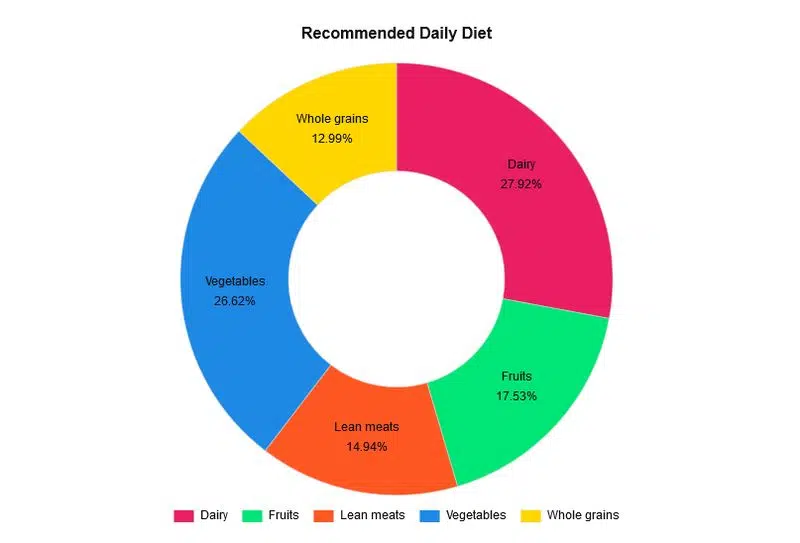 Recommended Daily Diet
Whole grains
12.99%
Dairy
27.92%
Vegetables
26.62%
Fruits
17.53%
Lean meats
14.94%
Dairy Fruits Lean meats Vegetables Whole grains